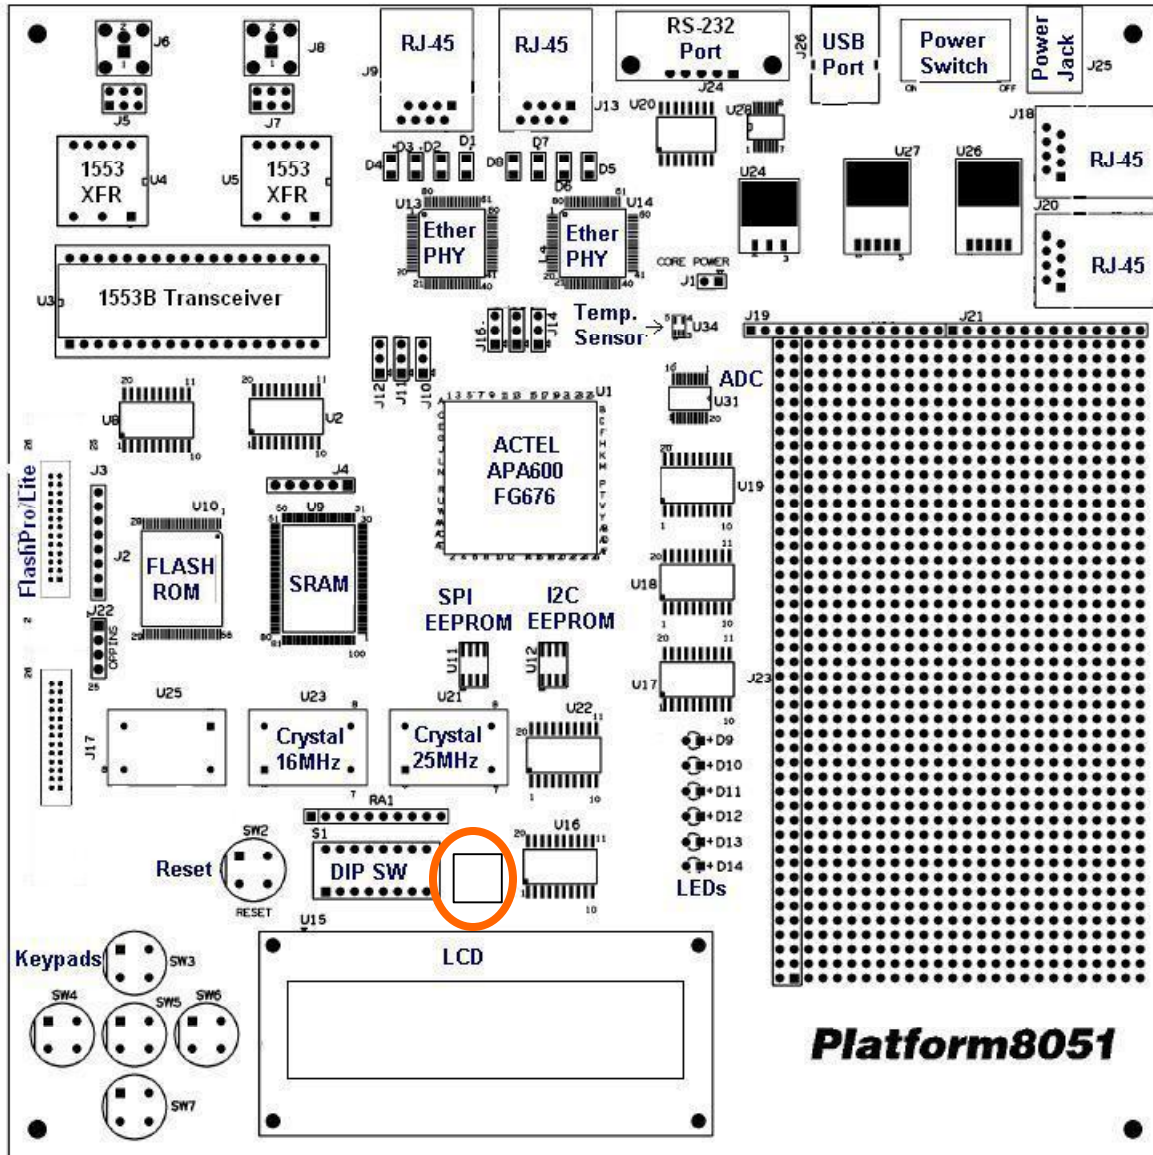 J6
J8
RJ-45
RJ-45
RS-232
Port
J26
USB
Port
Power
Switch
ON
OFF
Power
Jack
J25
J9
J13
J24
J5
J7
U20
U28
J18
RJ-45
1553
XFR
U4
U5
1553
XFR
D4
D3
D2
D1
D8
D7
D6
D5
U24
U27
U26
U13
Ether
PHY
U14
Ether
PHY
J20
RJ-45
CORE POWER
J1
U3
1553B Transceiver
J14
Temp.
Sensor
U34
J19
J21
J12
J11
J10
ADC
U31
U8
U2
U1
ACTEL
APA600
FG676
FlashPro/Lite
J3
J2
J4
U19
U10
FLASH
ROM
U9
SRAM
U18
SPI
EEPROM
I2C
EEPROM
J22
OPPINS
U11
U12
U17
J23
J17
U25
U23
Crystal
16MHz
U21
Crystal
25MHz
U22
+D9
+D10
+D11
+D12
+D13
+D14
LEDs
RA1
S1
DIP SW
U16
SW2
Reset
RESET
U15
LCD
Keypads
SW3
SW4
SW5
SW6
SW7
Platform8051